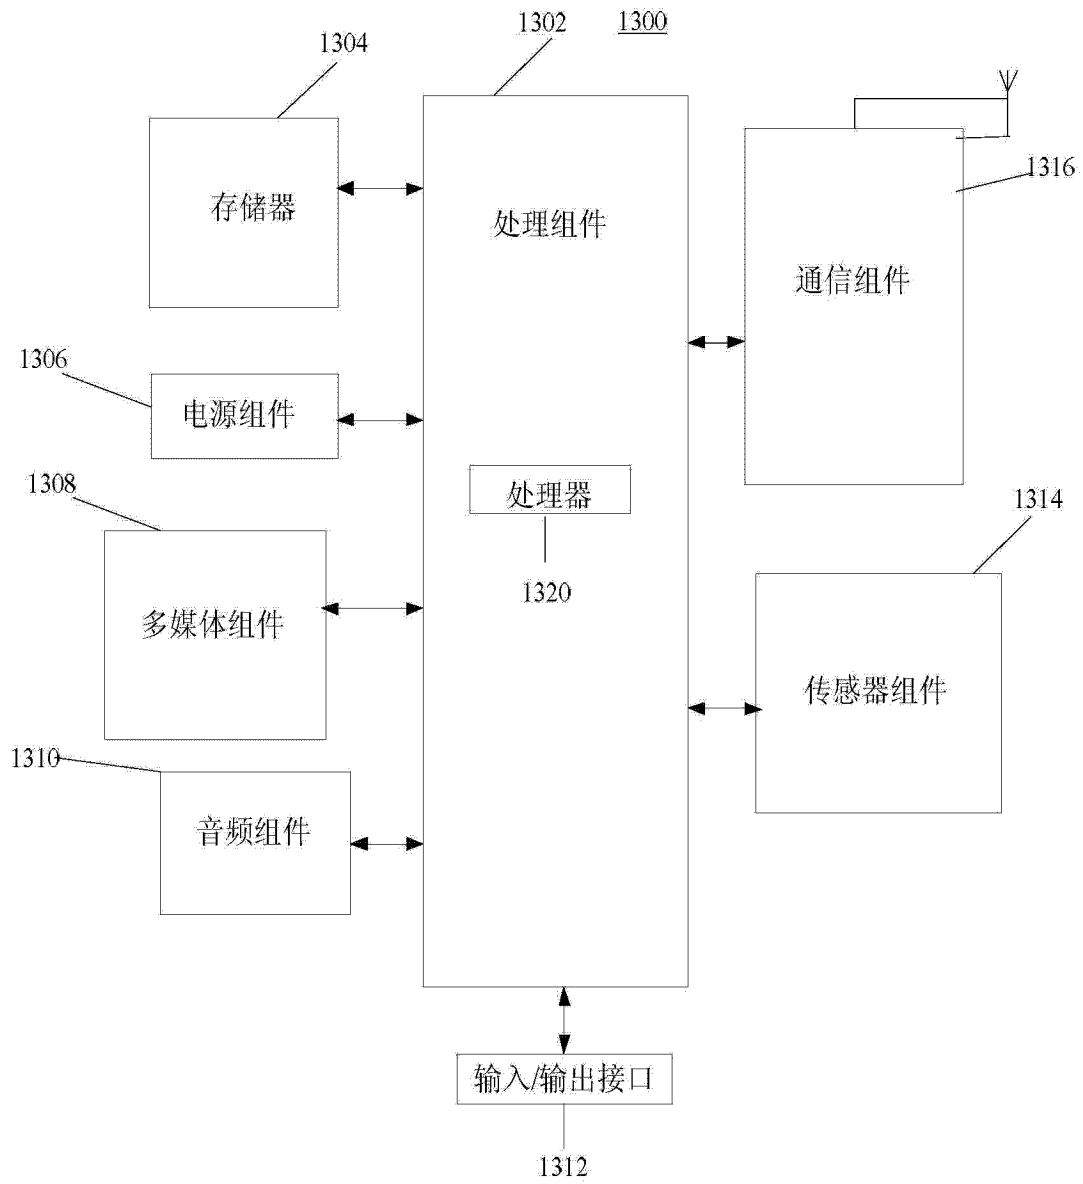 1302
1300
1304
1316
存储器
处理组件
通信组件
1306
电源组件
1308
处理器
1314
1320
多媒体组件
传感器组件
1310
音频组件
输入/输出接口
1312